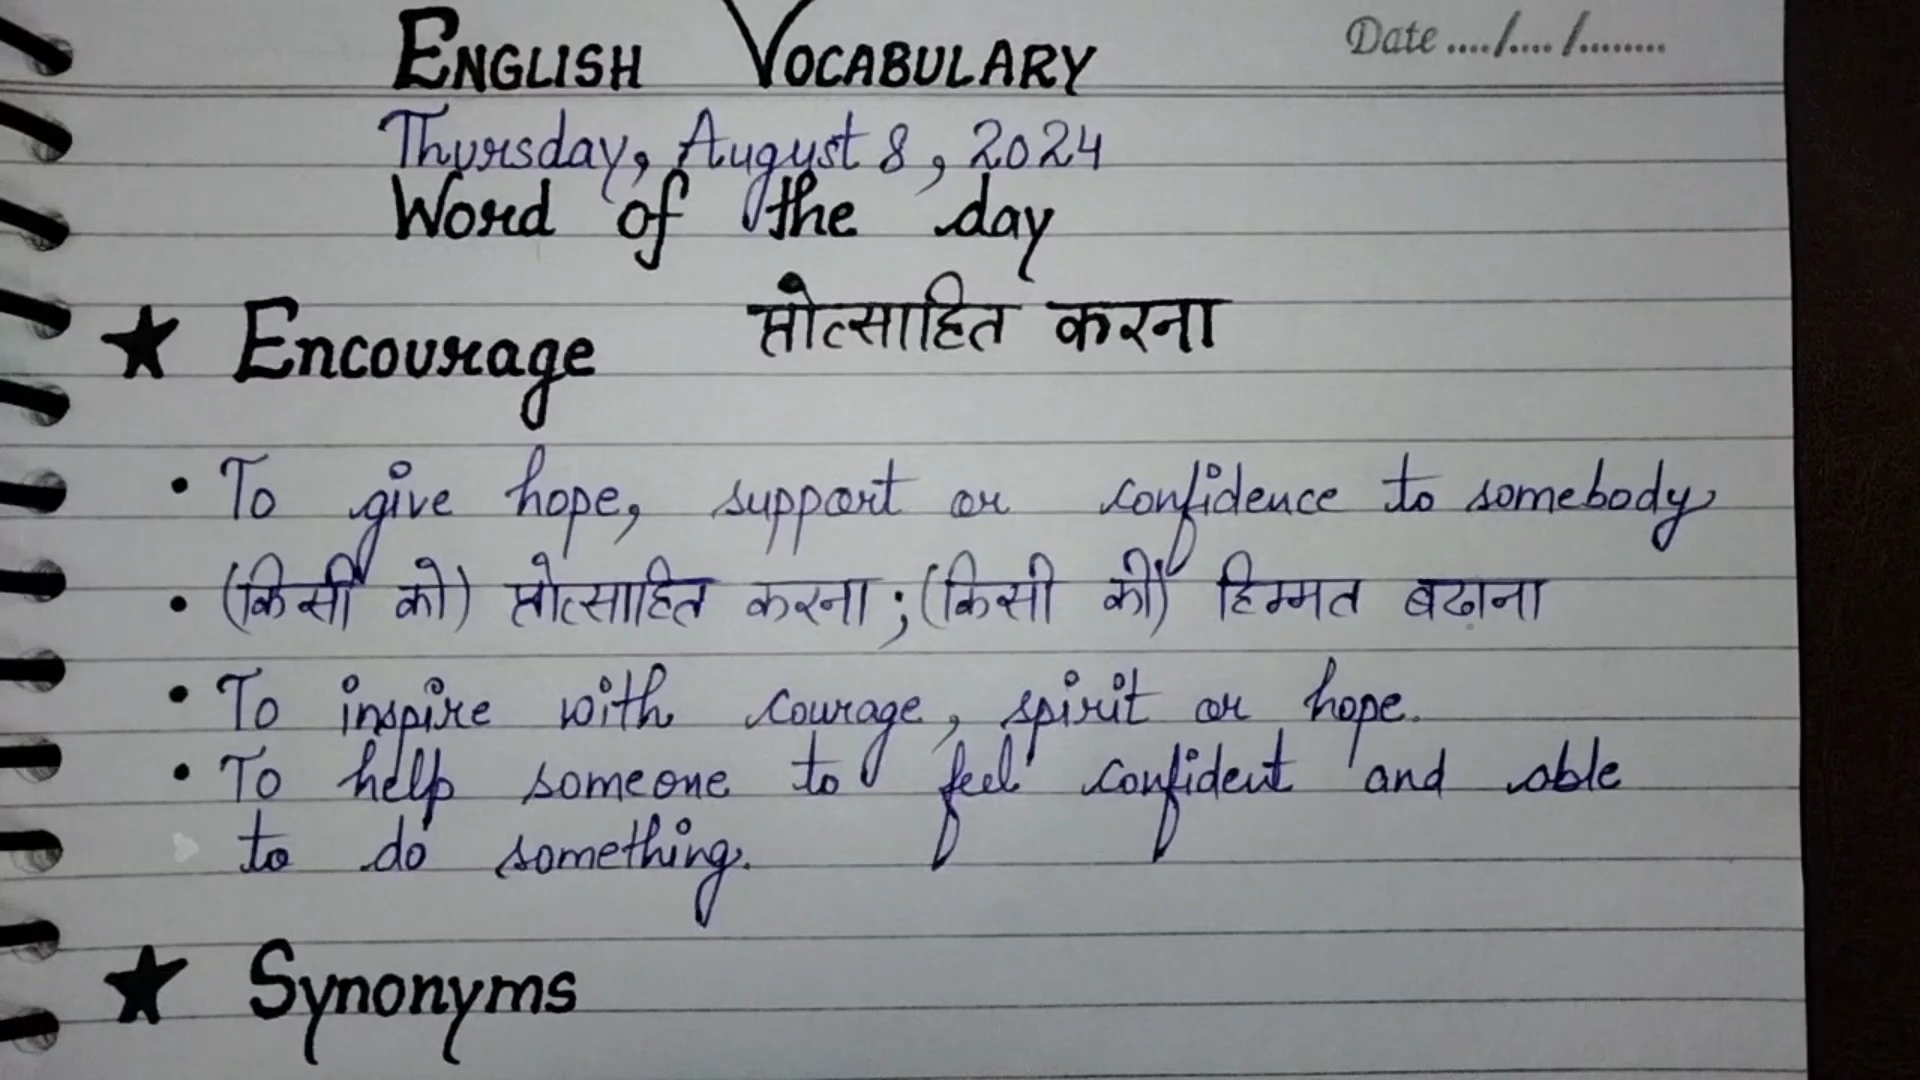 ENGLISH VOCABULARY
Date ..../..../........
Thursday, August 8, 2024
Word of the day
★ Encourage प्रोत्साहित करना
• To give hope, support or confidence to somebody
• (किसी को) प्रोत्साहित करना ; (किसी की) हिम्मत बढ़ाना
• To inspire with courage, spirit or hope.
• To help someone to feel confident and able
to do something.
★ Synonyms